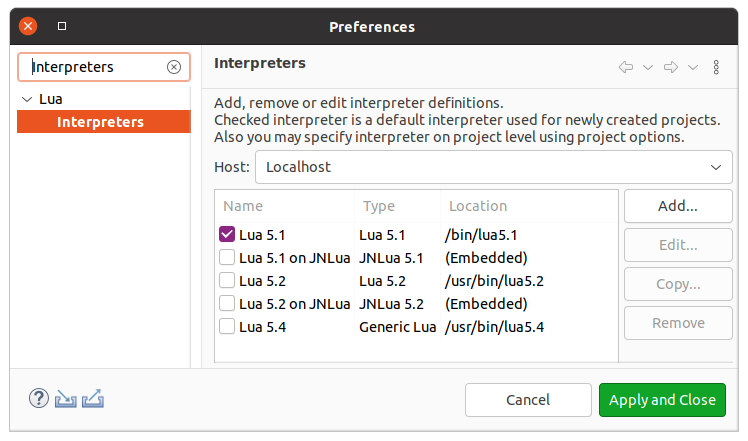 Preferences
Interpreters
Lua
Interpreters
Interpreters
Add, remove or edit interpreter definitions.
Checked interpreter is a default interpreter used for newly created projects.
Also you may specify interpreter on project level using project options.
Host: Localhost
Name Type Location
Lua 5.1 Lua 5.1 /bin/lua5.1
Lua 5.1 on JNLua JNLua 5.1 (Embedded)
Lua 5.2 Lua 5.2 /usr/bin/lua5.2
Lua 5.2 on JNLua JNLua 5.2 (Embedded)
Lua 5.4 Generic Lua /usr/bin/lua5.4
Add...
Edit...
Copy...
Remove
? Cancel Apply and Close